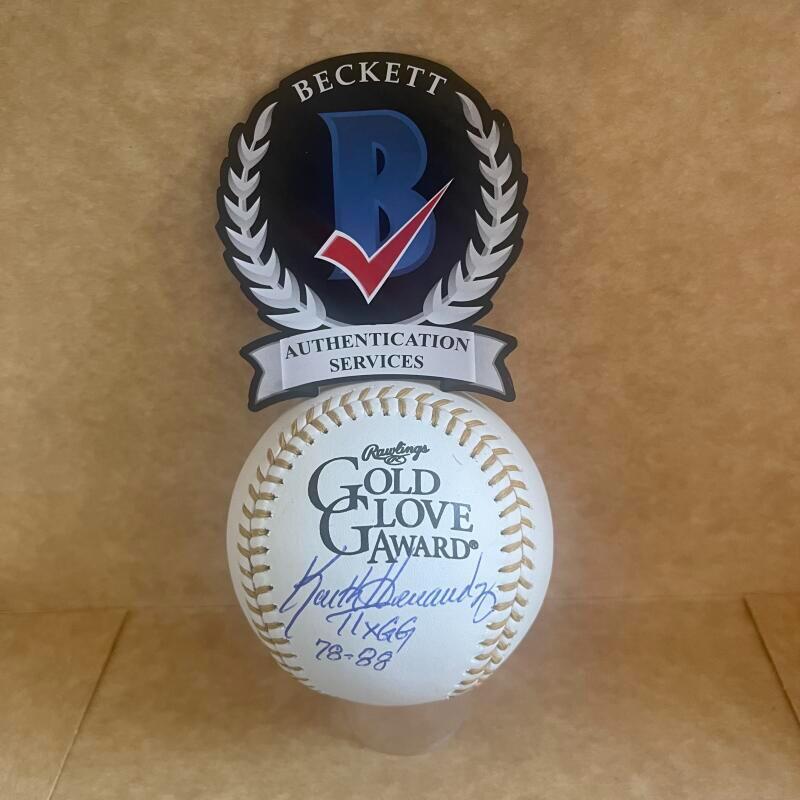 BECKETT
B
AUTHENTICATION
SERVICES
Rawlings
R
GOLD
GLOVE
AWARD®
Keith Hernandez
11xGG
78-88